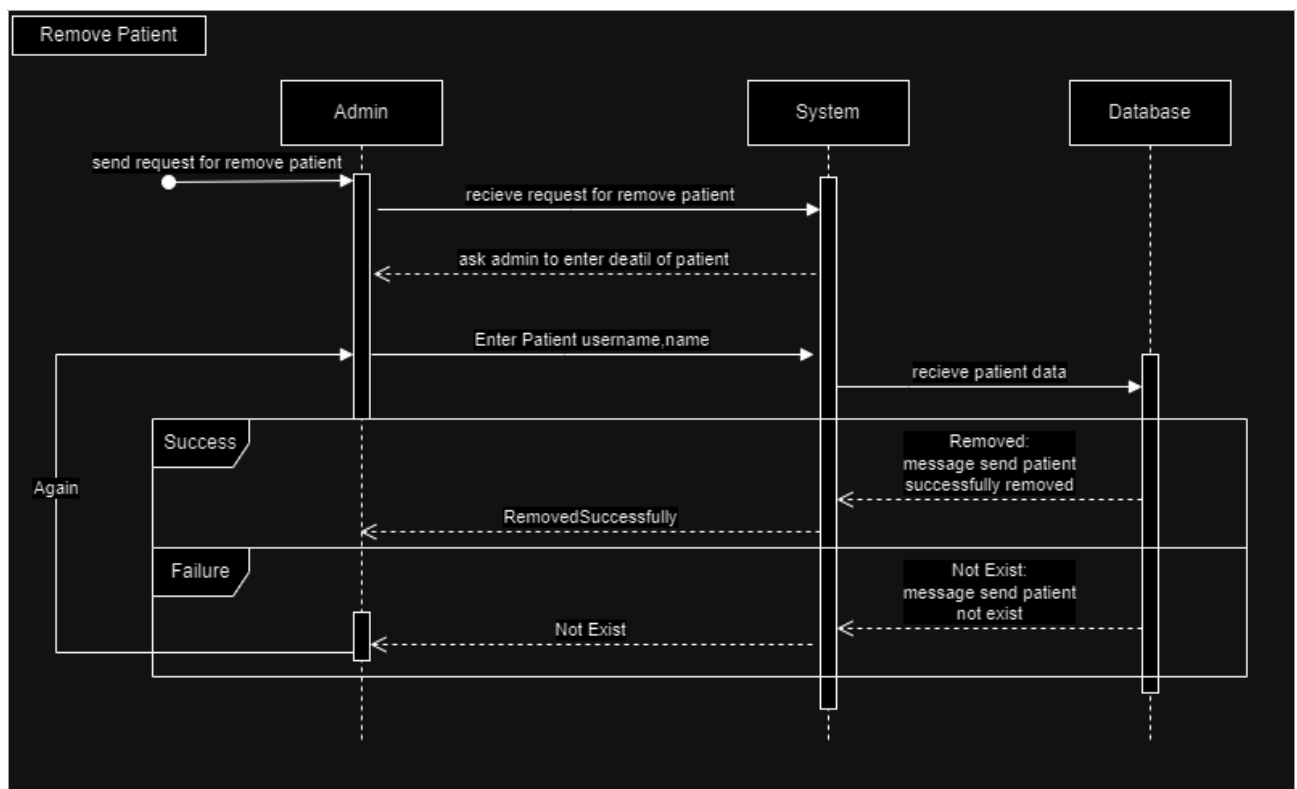 Remove Patient
Admin
System
Database
send request for remove patient
recieve request for remove patient
ask admin to enter deatil of patient
Enter Patient username,name
recieve patient data
Success
Removed:
message send patient
successfully removed
Again
RemovedSuccessfully
Failure
Not Exist:
message send patient
not exist
Not Exist